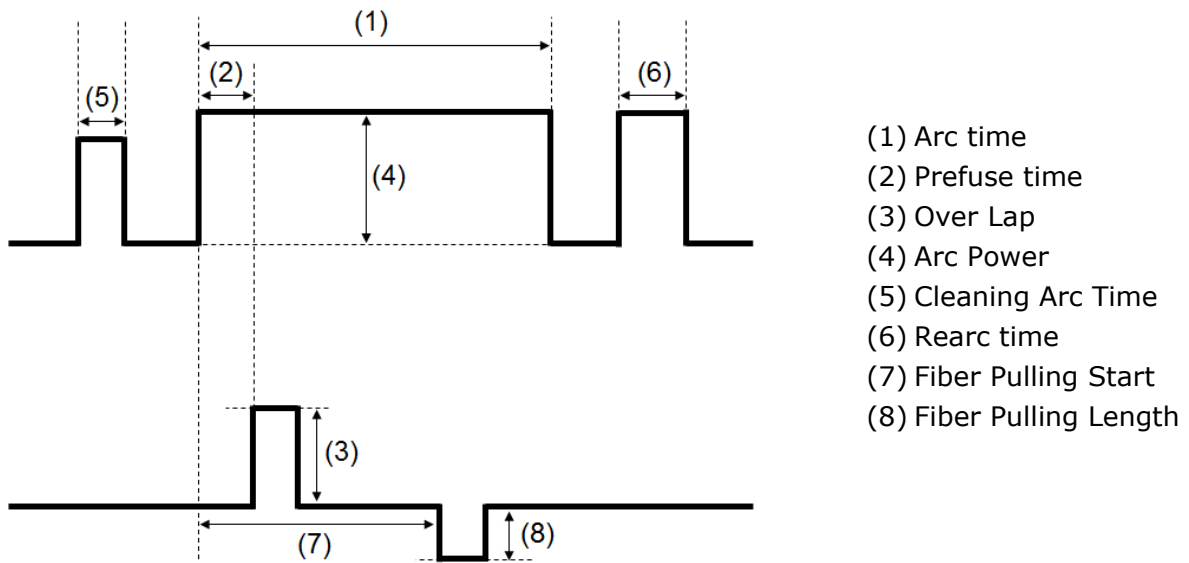 (1)
(2)
(6)
(5)
(4)
(3)
(7)
(8)
(1) Arc time
(2) Prefuse time
(3) Over Lap
(4) Arc Power
(5) Cleaning Arc Time
(6) Rearc time
(7) Fiber Pulling Start
(8) Fiber Pulling Length